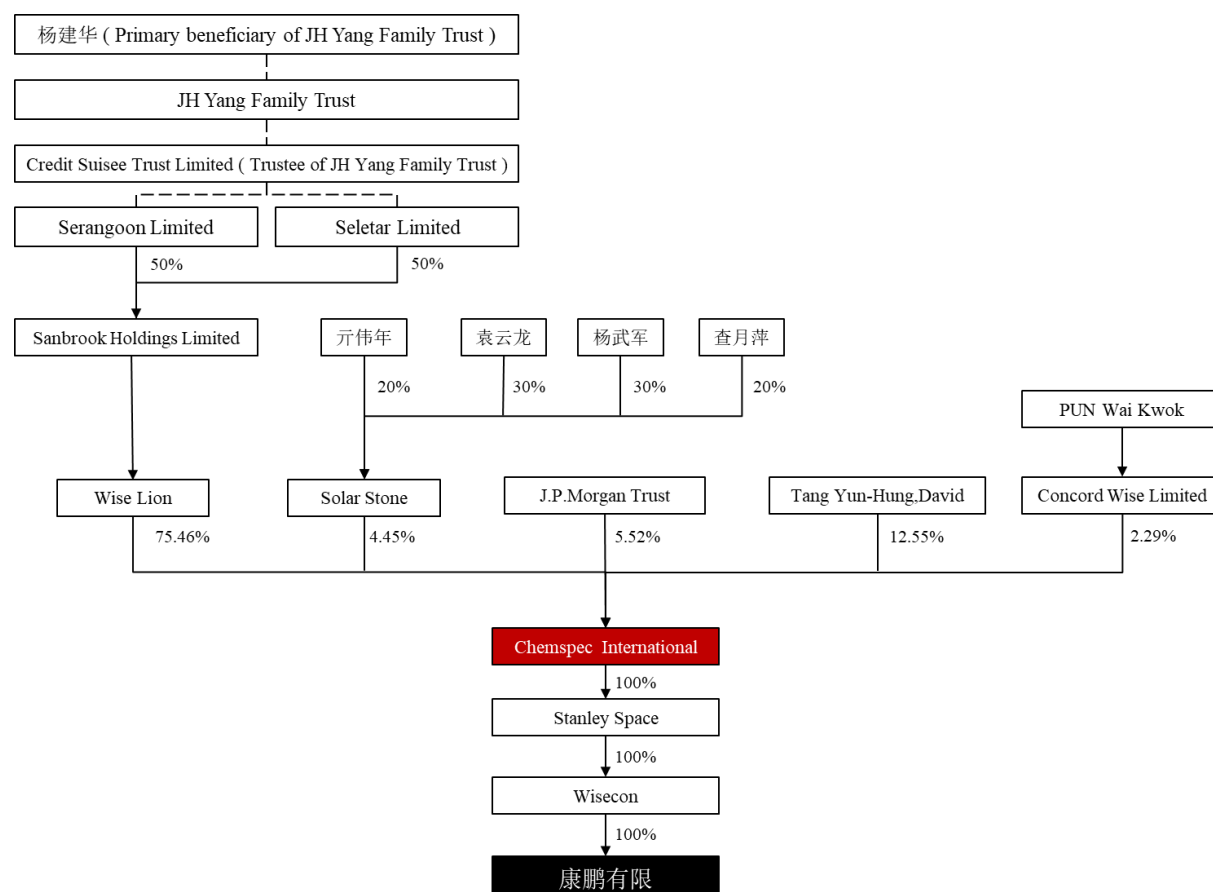 杨建华 ( Primary beneficiary of JH Yang Family Trust )
JH Yang Family Trust
Credit Suisee Trust Limited ( Trustee of JH Yang Family Trust )
Serangoon Limited
Seletar Limited
50%
50%
Sanbrook Holdings Limited
亓伟年
袁云龙
杨武军
查月萍
20%
30%
30%
20%
PUN Wai Kwok
Wise Lion
Solar Stone
J.P.Morgan Trust
Tang Yun-Hung,David
Concord Wise Limited
75.46%
4.45%
5.52%
12.55%
2.29%
Chemspec International
100%
Stanley Space
100%
Wisecon
100%
康鹏有限